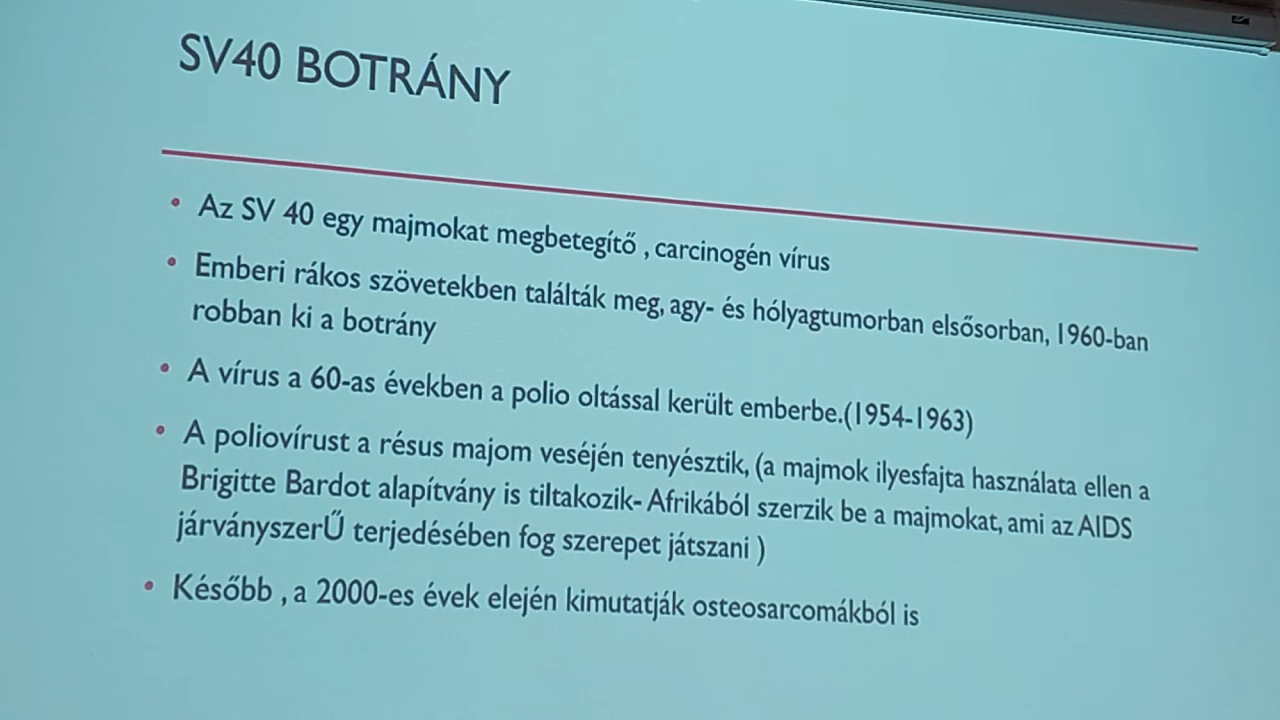 SV40 BOTRÁNY
• Az SV 40 egy majmokat megbetegítő , carcinogén vírus
• Emberi rákos szövetekben találták meg, agy- és hólyagtumorban elsősorban, 1960-ban
robban ki a botrány
• A vírus a 60-as években a polio oltással került emberbe.(1954-1963)
• A poliovírust a résus majom veséjén tenyésztik, (a majmok ilyesfajta használata ellen a
Brigitte Bardot alapítvány is tiltakozik- Afrikából szerzik be a majmokat, ami az AIDS
járványszerŰ terjedésében fog szerepet játszani )
• Később , a 2000-es évek elején kimutatják osteosarcomákból is